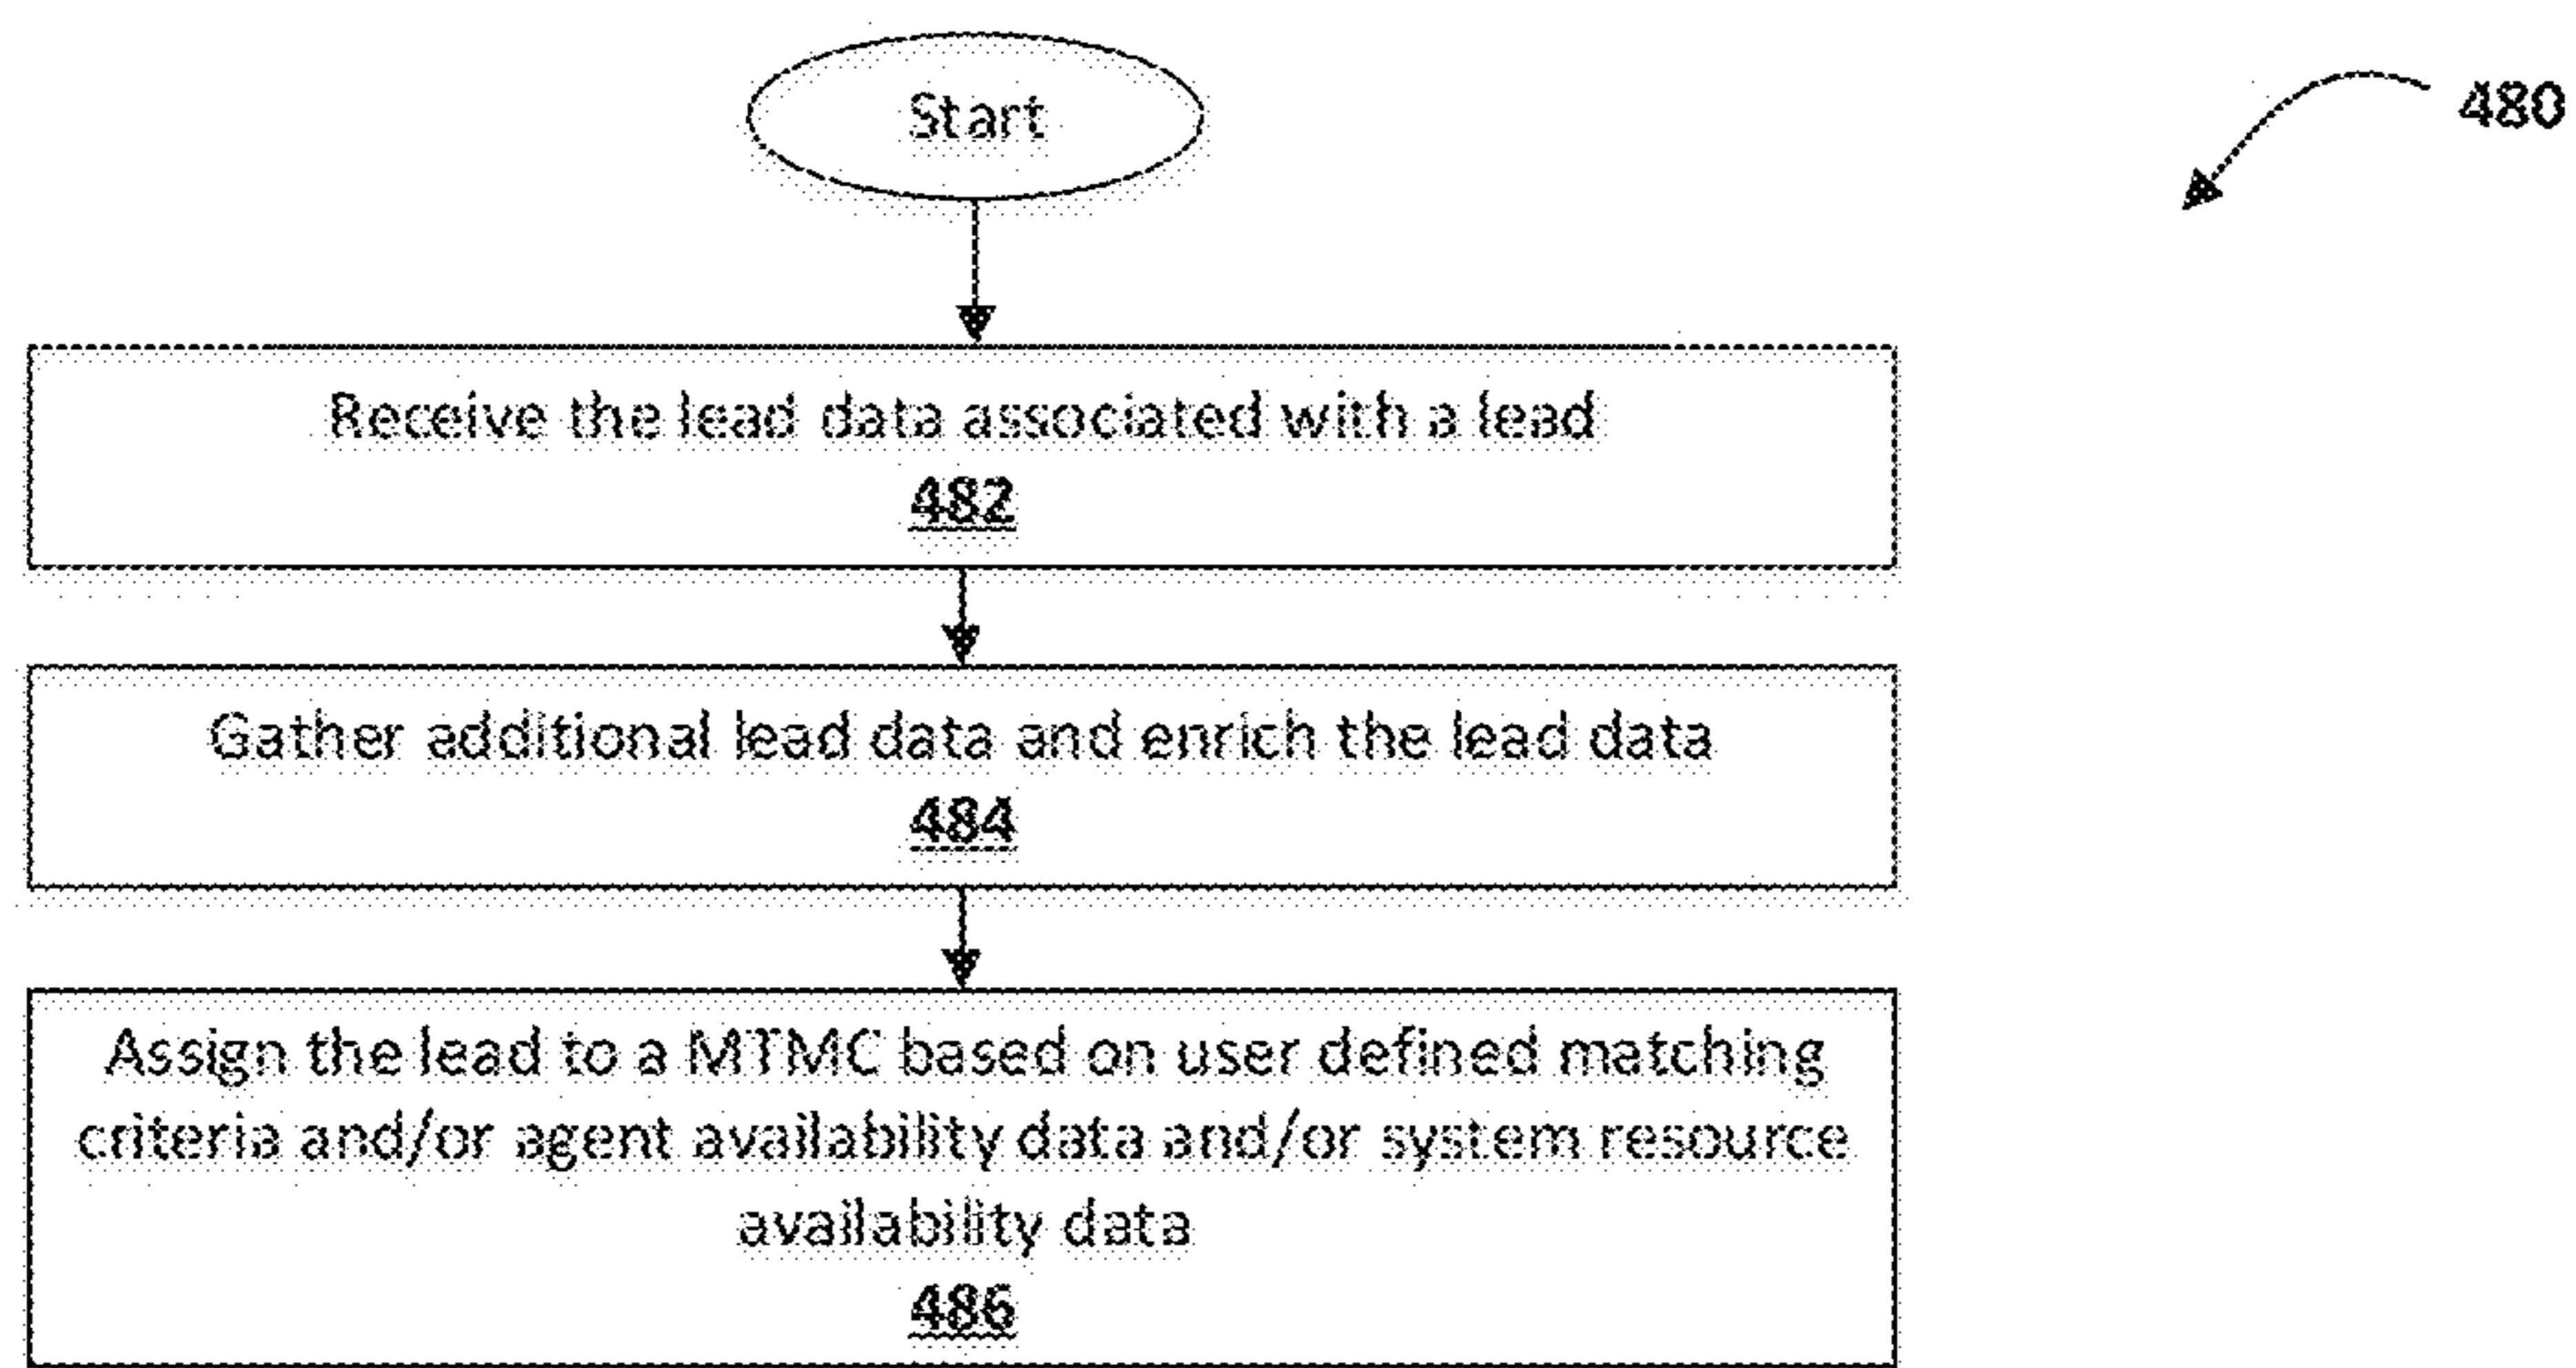 Start
480
Receive the lead data associated with a lead
482
Gather additional lead data and enrich the lead data
484
Assign the lead to a MTMC based on user defined matching
criteria and/or agent availability data and/or system resource
availability data
486